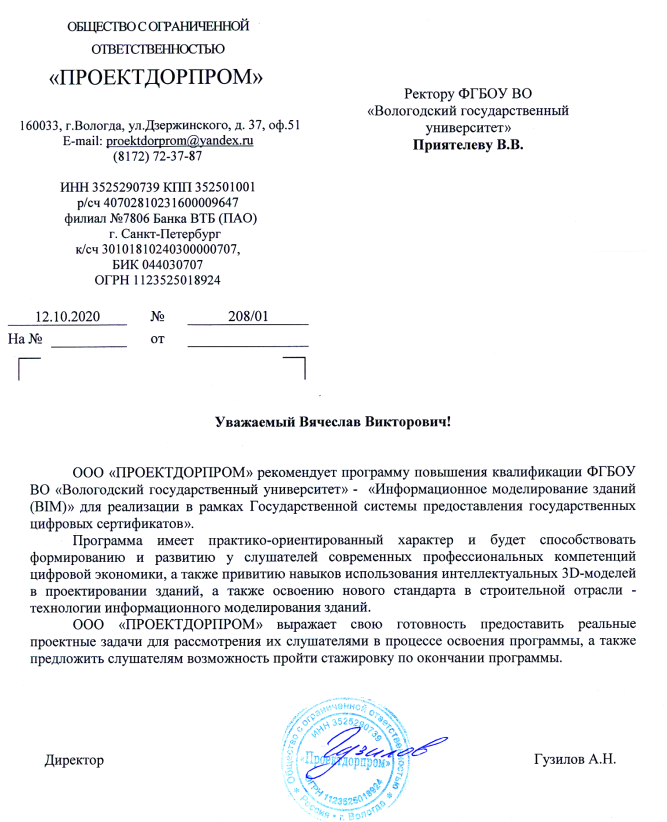 ОБЩЕСТВО С ОГРАНИЧЕННОЙ
ОТВЕТСТВЕННОСТЬЮ
«ПРОЕКТДОРПРОМ»
160033, г.Вологда, ул.Дзержинского, д. 37, оф.51
E-mail: proektdorprom@yandex.ru
(8172) 72-37-87
ИНН 3525290739 КПП 352501001
р/сч 40702810231600009647
филиал №7806 Банка ВТБ (ПАО)
г. Санкт-Петербург
к/сч 30101810240300000707,
БИК 044030707
ОГРН 1123525018924
12.10.2020 № 208/01
На № от
Ректору ФГБОУ ВО
«Вологодский государственный
университет»
Приятелеву В.В.
Уважаемый Вячеслав Викторович!
ООО «ПРОЕКТДОРПРОМ» рекомендует программу повышения квалификации ФГБОУ
ВО «Вологодский государственный университет» - «Информационное моделирование зданий
(BIM)» для реализации в рамках Государственной системы предоставления государственных
цифровых сертификатов».
Программа имеет практико-ориентированный характер и будет способствовать
формированию и развитию у слушателей современных профессиональных компетенций
цифровой экономики, а также привитию навыков использования интеллектуальных 3D-моделей
в проектировании зданий, а также освоению нового стандарта в строительной отрасли -
технологии информационного моделирования зданий.
ООО «ПРОЕКТДОРПРОМ» выражает свою готовность предоставить реальные
проектные задачи для рассмотрения их слушателями в процессе освоения программы, а также
предложить слушателям возможность пройти стажировку по окончании программы.
Директор
Общество с ограниченной ответственностью
ИНН 3525290739
«Проектдорпром»
ОГРН 1123525018924
Россия • г. Вологда
Гузилов
Гузилов А.Н.